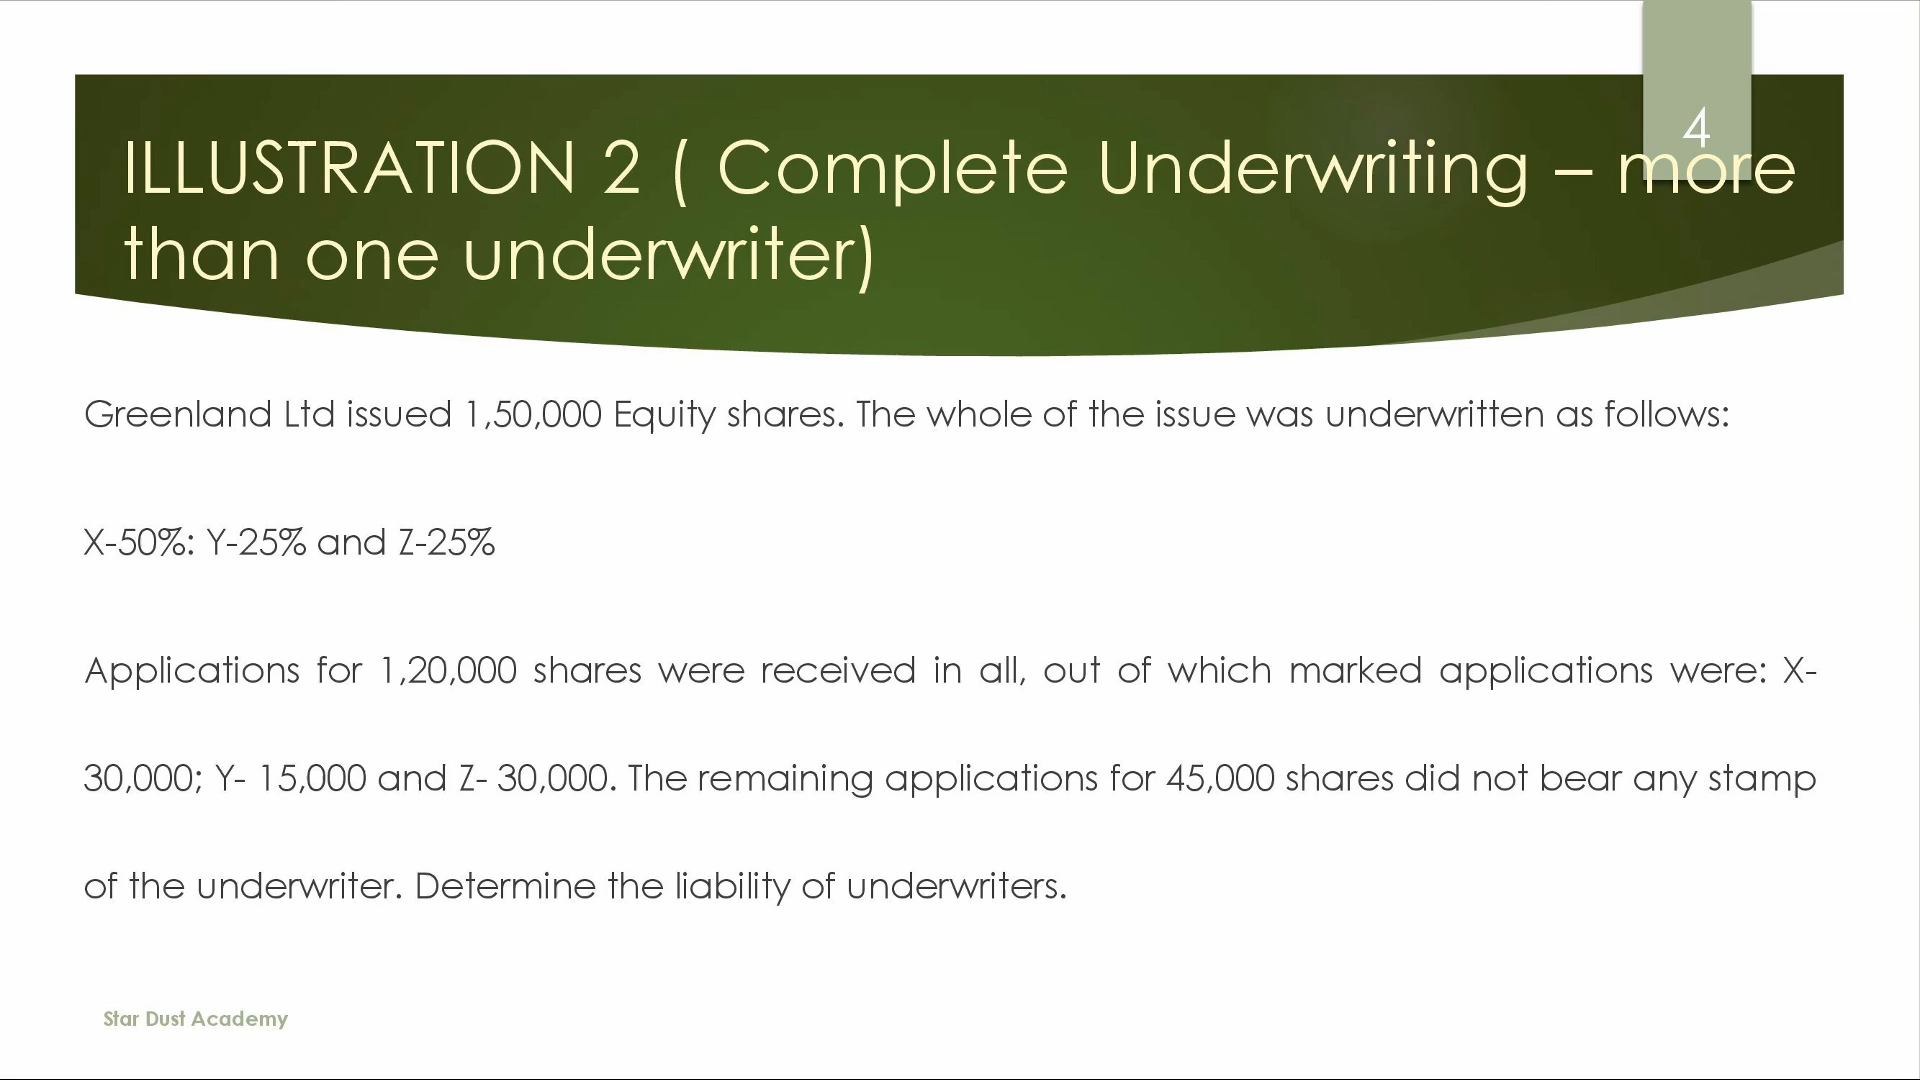 4
ILLUSTRATION 2 ( Complete Underwriting – more
than one underwriter)
Greenland Ltd issued 1,50,000 Equity shares. The whole of the issue was underwritten as follows:
X-50%: Y-25% and Z-25%
Applications for 1,20,000 shares were received in all, out of which marked applications were: X-
30,000; Y- 15,000 and Z- 30,000. The remaining applications for 45,000 shares did not bear any stamp
of the underwriter. Determine the liability of underwriters.
Star Dust Academy